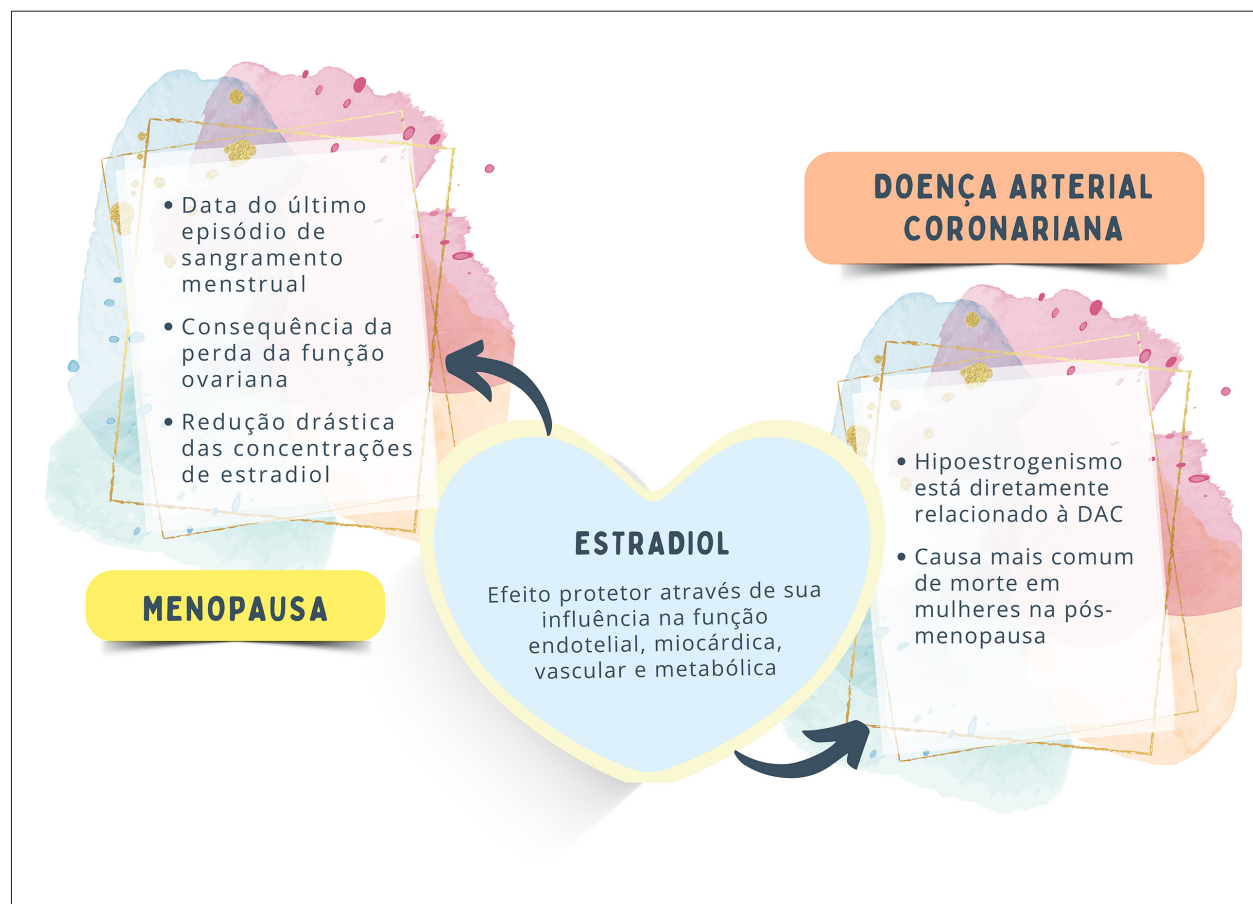 • Data do último
episódio de
sangramento
menstrual
• Consequência da
perda da função
ovariana
• Redução drástica
das concentrações
de estradiol
MENOPAUSA
ESTRADIOL
Efeito protetor através de sua
influência na função
endotelial, miocárdica,
vascular e metabólica
DOENÇA ARTERIAL
CORONARIANA
• Hipoestrogenismo
está diretamente
relacionado à DAC
• Causa mais comum
de morte em
mulheres na pós-
menopausa